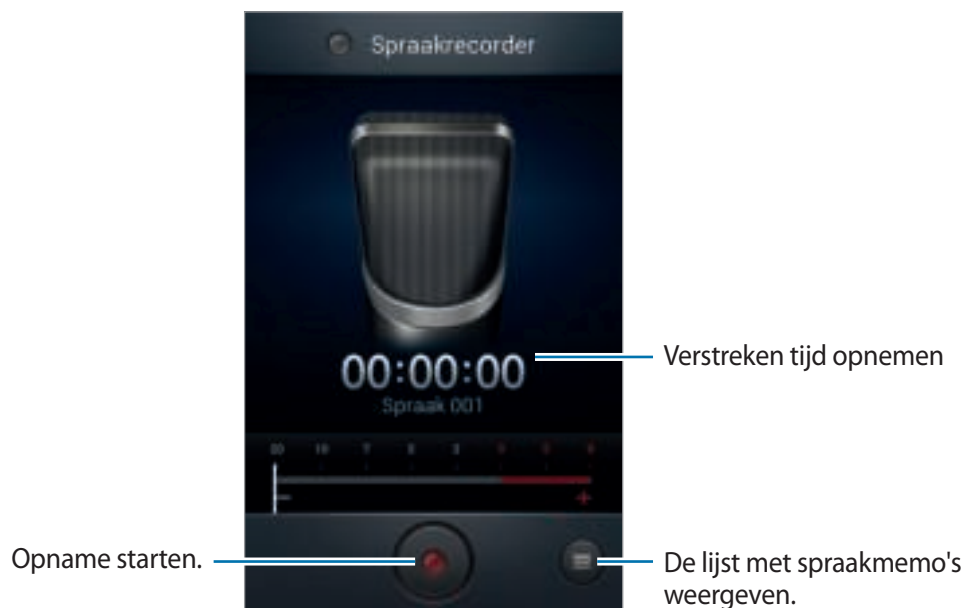 Spraakrecorder
00:00:00
Verstreken tijd opnemen
Spraak 001
Opname starten.
De lijst met spraakmemo's
weergeven.